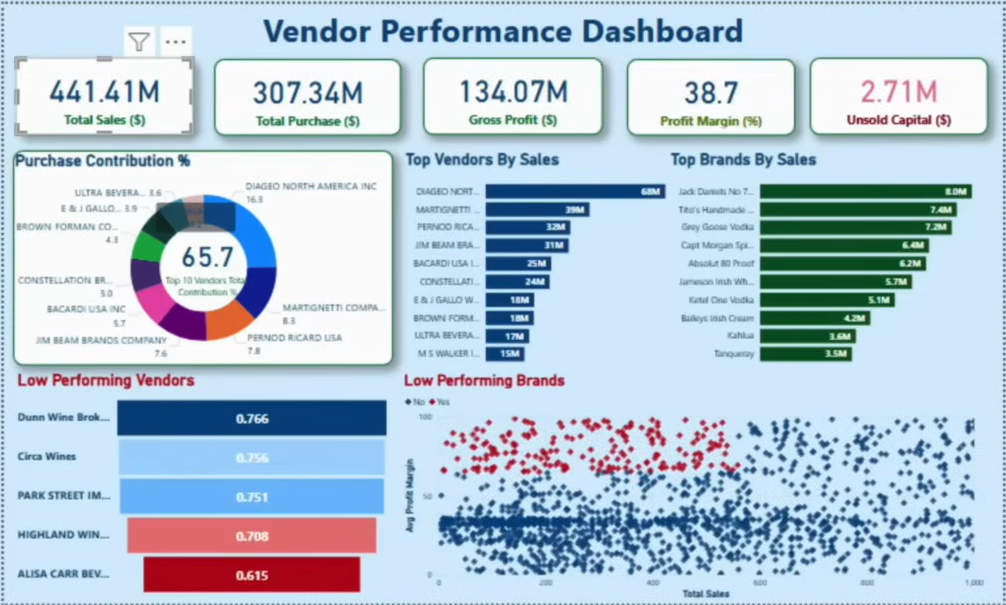 Vendor Performance Dashboard
441.41M
Total Sales ($)
307.34M
Total Purchase ($)
134.07M
Gross Profit ($)
38.7
Profit Margin (%)
2.71M
Unsold Capital ($)
Purchase Contribution %
ULTRA BEVERA... 3.6
E & J GALLO... 3.9
BROWN FORMAN CO...
4.3
CONSTELLATION BR...
5.0
BACARDI USA INC
5.7
JIM BEAM BRANDS COMPANY
7.6
DIAGEO NORTH AMERICA INC
16.3
MARTIGNETTI COMPA...
8.3
PERNOD RICARD USA
7.8
65.7
Top 10 Vendors Total
Contribution %
Top Vendors By Sales
DIAGEO NORT... 68M
MARTIGNETTI ... 39M
PERNOD RICA... 32M
JIM BEAM BRA... 31M
BACARDI USA I... 25M
CONSTELLATI... 24M
E & J GALLO W... 18M
BROWN FORM... 18M
ULTRA BEVERA... 17M
M S WALKER I... 15M
Top Brands By Sales
Jack Daniels No 7... 8.0M
Tito's Handmade ... 7.4M
Grey Goose Vodka 7.2M
Capt Morgan Spi... 6.4M
Absolut 80 Proof 6.2M
Jameson Irish Wh... 5.7M
Ketel One Vodka 5.1M
Baileys Irish Cream 4.2M
Kahlua 3.6M
Tanqueray 3.5M
Low Performing Vendors
Dunn Wine Brok... 0.766
Circa Wines 0.756
PARK STREET IM... 0.751
HIGHLAND WIN... 0.708
ALISA CARR BEV... 0.615
Low Performing Brands
No Yes
Avg Profit Margin
100
50
0
0 200 400 600 800 1,000
Total Sales